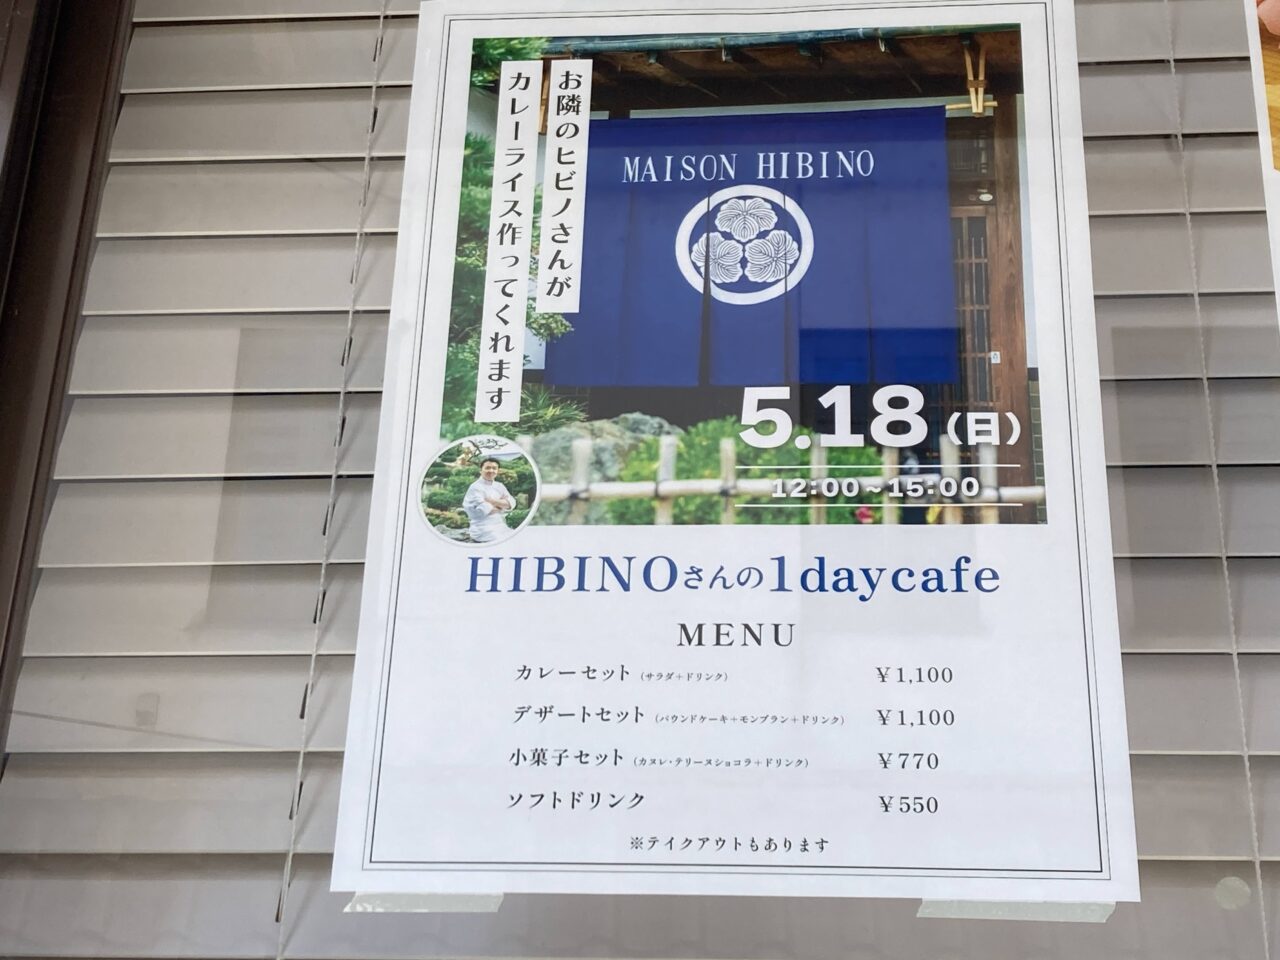 お隣のヒビノさんが
カレーライス作ってくれます
MAISON HIBINO
5.18(日)
12:00~15:00
HIBINOさんの1daycafe
MENU
カレーセット (サラダ+ドリンク) ¥1,100
デザートセット (パウンドケーキ+モンブラン+ドリンク) ¥1,100
小菓子セット (カヌレ・テリーヌショコラ+ドリンク) ¥770
ソフトドリンク ¥550
※テイクアウトもあります